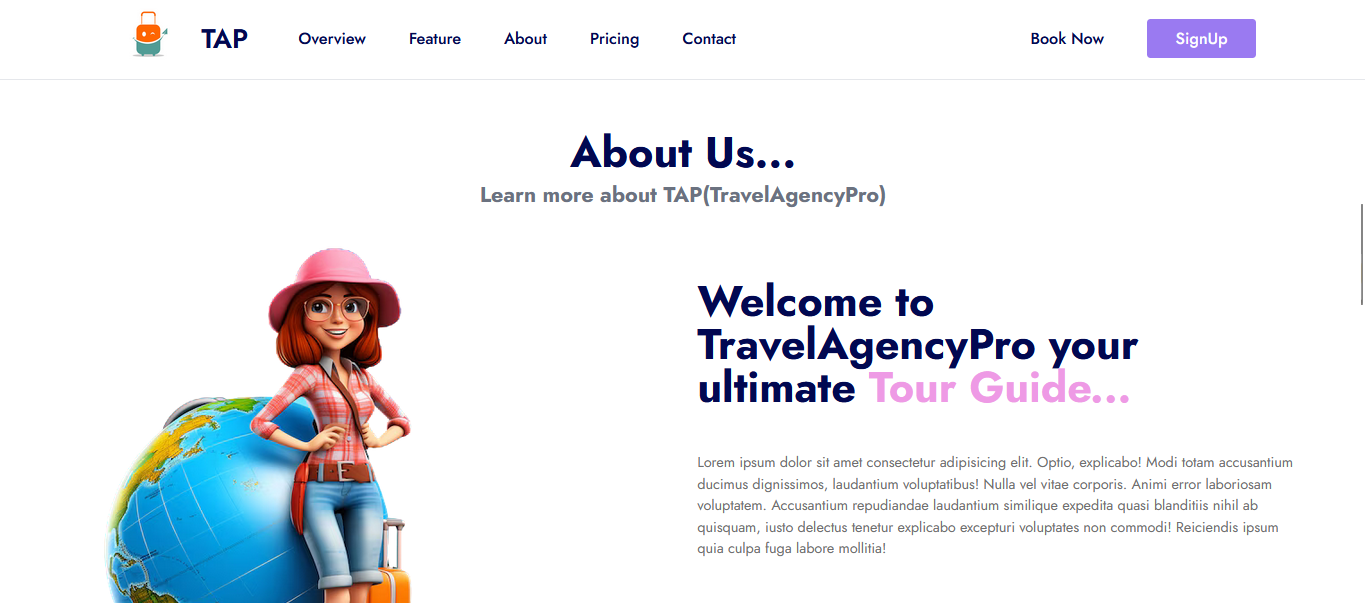 TAP Overview Feature About Pricing Contact Book Now SignUp
About Us...
Learn more about TAP(TravelAgencyPro)
Welcome to
TravelAgencyPro your
ultimate Tour Guide...
Lorem ipsum dolor sit amet consectetur adipisicing elit. Optio, explicabo! Modi totam accusantium
ducimus dignissimos, laudantium voluptatibus! Nulla vel vitae corporis. Animi error laboriosam
voluptatem. Accusantium repudiandae laudantium similique expedita quasi blanditiis nihil ab
quisquam, iusto delectus tenetur explicabo excepturi voluptates non commodi! Reiciendis ipsum
quia culpa fuga labore mollitia!